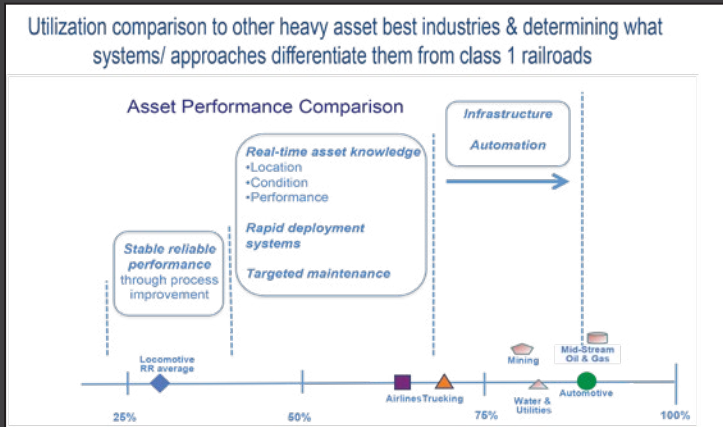 Utilization comparison to other heavy asset best industries & determining what
systems/ approaches differentiate them from class 1 railroads
Asset Performance Comparison
Infrastructure
Automation
Real-time asset knowledge
•Location
•Condition
•Performance
Rapid deployment
systems
Targeted maintenance
Stable reliable
performance
through process
improvement
Locomotive
RR average
Mining
Mid-Stream
Oil & Gas
Airlines
Trucking
Water &
Utilities
Automotive
25%
50%
75%
100%